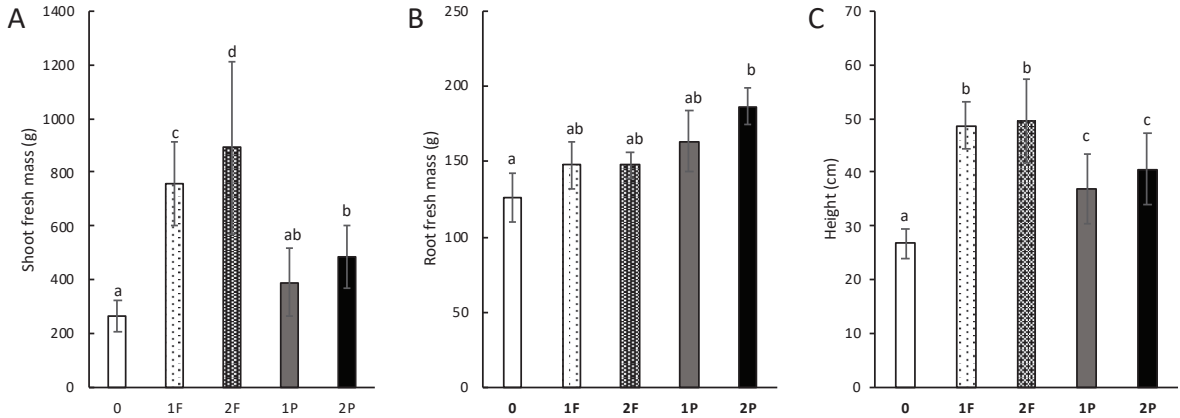 A
Shoot fresh mass (g)
1400
1200
1000
800
600
400
200
0
a
c
d
ab
b
0 1F 2F 1P 2P
B
Root fresh mass (g)
250
200
150
100
50
0
a
ab
ab
ab
b
0 1F 2F 1P 2P
C
Height (cm)
70
60
50
40
30
20
10
0
a
b
b
c
c
0 1F 2F 1P 2P